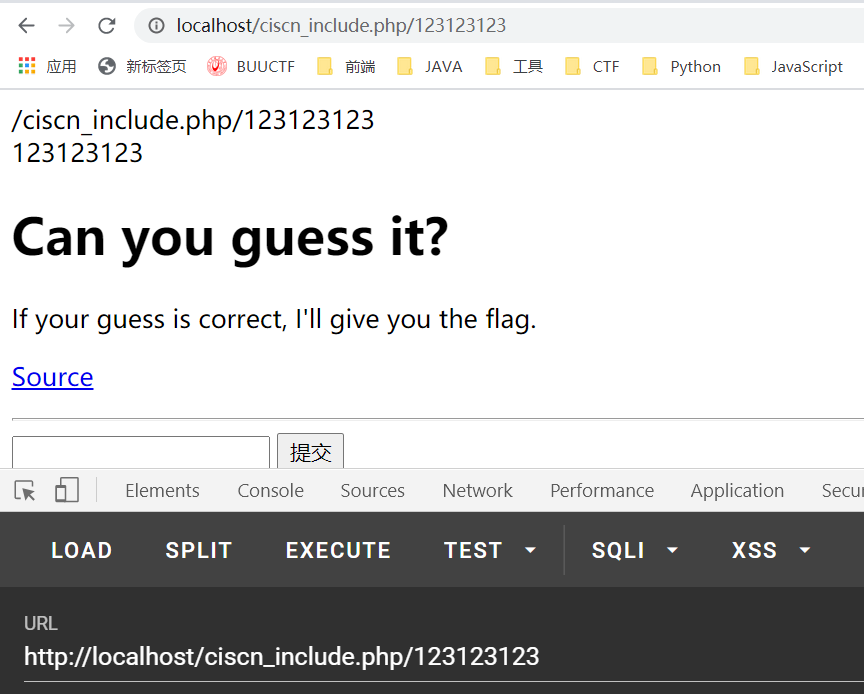 localhost/ciscn_include.php/123123123
应用 新标签页 BUUCTF 前端 JAVA 工具 CTF Python JavaScript
/ciscn_include.php/123123123
123123123
Can you guess it?
If your guess is correct, I'll give you the flag.
Source
提交
Elements Console Sources Network Performance Application Secur
LOAD SPLIT EXECUTE TEST SQLI XSS
URL
http://localhost/ciscn_include.php/123123123